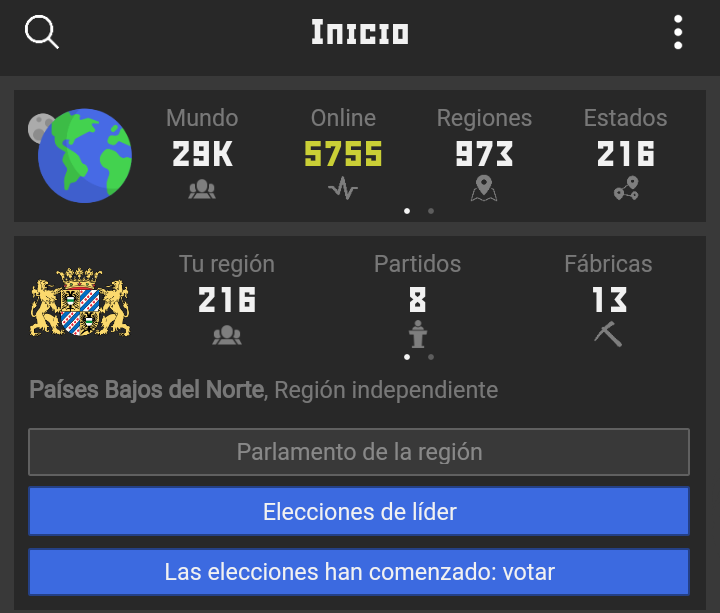 Inicio
Mundo Online Regiones Estados
29K 5755 973 216
Tu región Partidos Fábricas
216 8 13
Países Bajos del Norte, Región independiente
Parlamento de la región
Elecciones de líder
Las elecciones han comenzado: votar